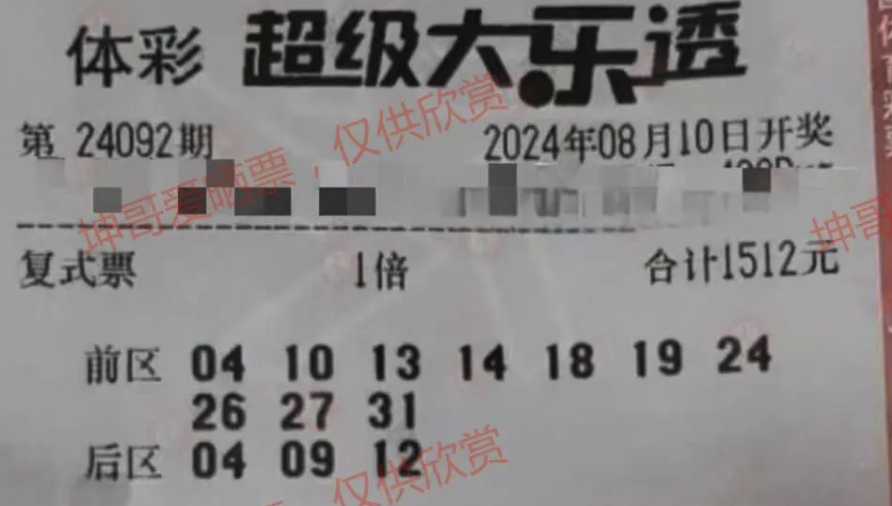 体彩 超级大乐透
第 24092期 2024年08月10日开奖
坤哥爱晒票，仅供欣赏
坤哥
复式票 1倍 合计1512元
前区 04 10 13 14 18 19 24
26 27 31
后区 04 09 12
仅供欣赏